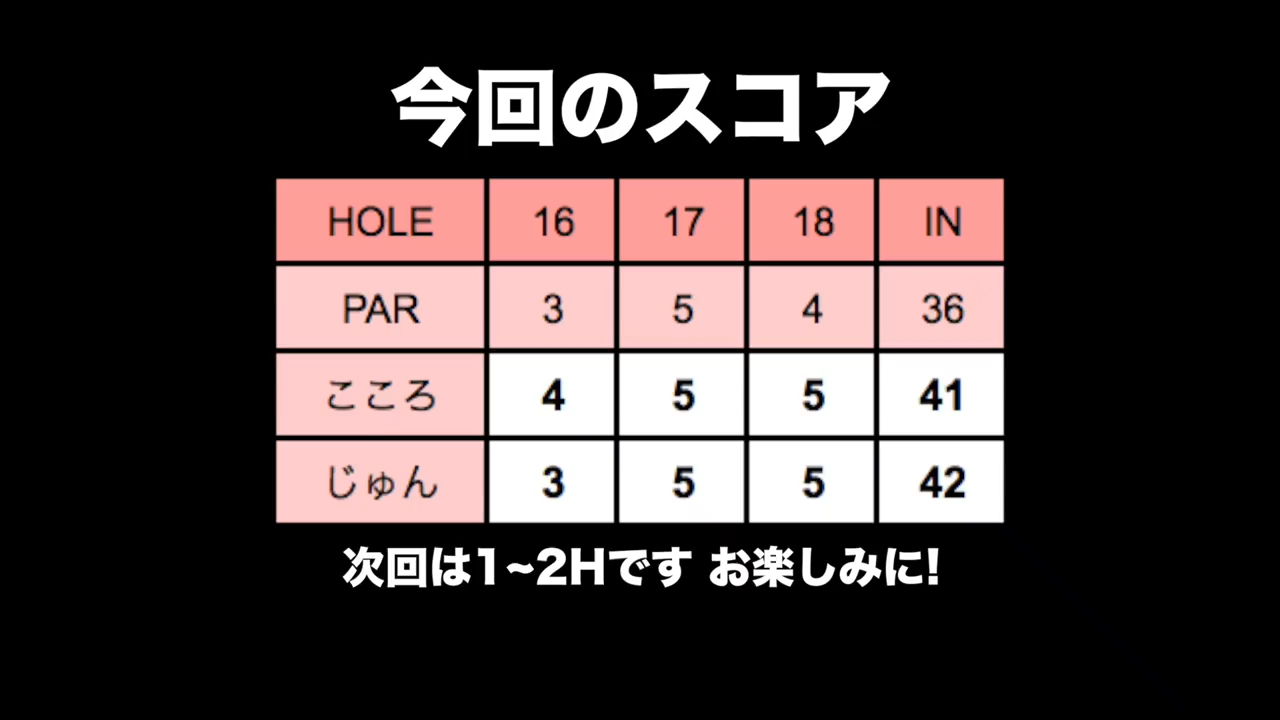 今回のスコア
HOLE 16 17 18 IN
PAR 3 5 4 36
こころ 4 5 5 41
じゅん 3 5 5 42
次回は1~2Hです お楽しみに!